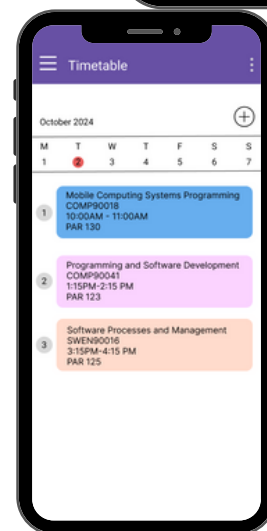 Timetable
October 2024
M T W T F S S
1 2 3 4 5 6 7
1
Mobile Computing Systems Programming
COMP90018
10:00AM - 11:00AM
PAR 130
2
Programming and Software Development
COMP90041
1:15PM-2:15 PM
PAR 123
3
Software Processes and Management
SWEN90016
3:15PM-4:15 PM
PAR 125